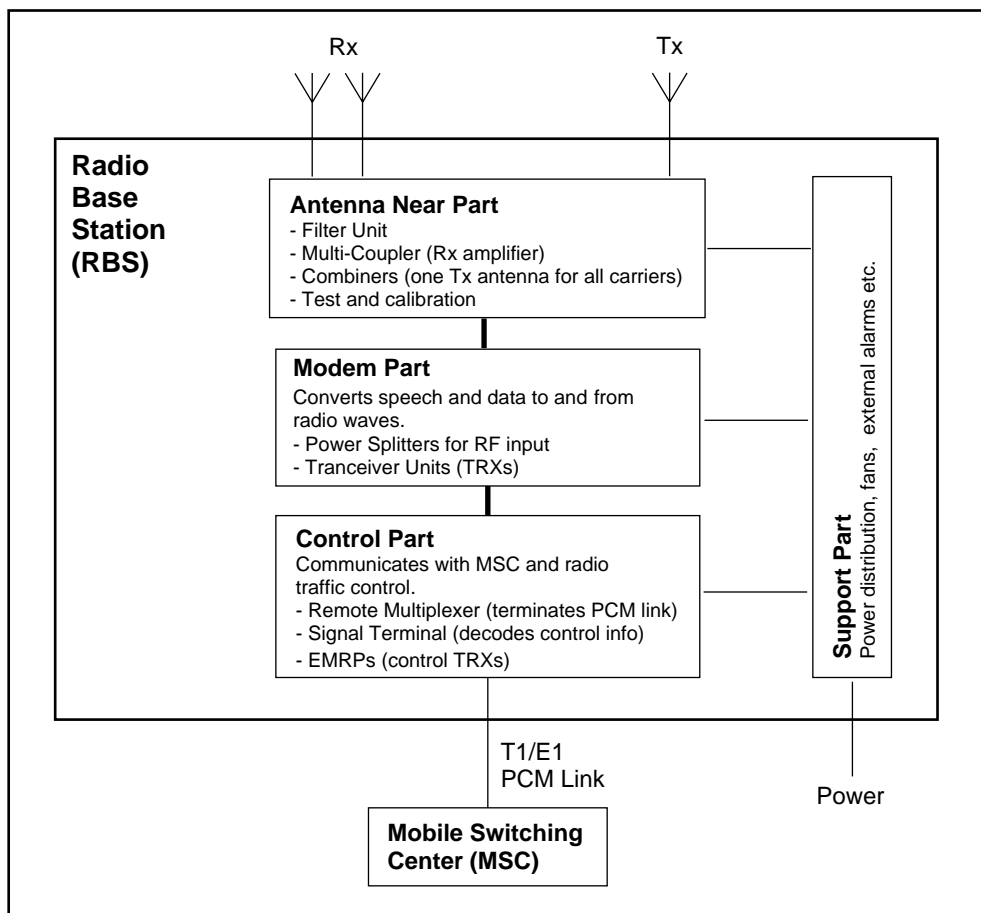 Rx
Tx
Radio
Base
Station
(RBS)
Antenna Near Part
- Filter Unit
- Multi-Coupler (Rx amplifier)
- Combiners (one Tx antenna for all carriers)
- Test and calibration
Modem Part
Converts speech and data to and from
radio waves.
- Power Splitters for RF input
- Tranceiver Units (TRXs)
Control Part
Communicates with MSC and radio
traffic control.
- Remote Multiplexer (terminates PCM link)
- Signal Terminal (decodes control info)
- EMRPs (control TRXs)
Support Part
Power distribution, fans, external alarms etc.
T1/E1
PCM Link
Power
Mobile Switching
Center (MSC)